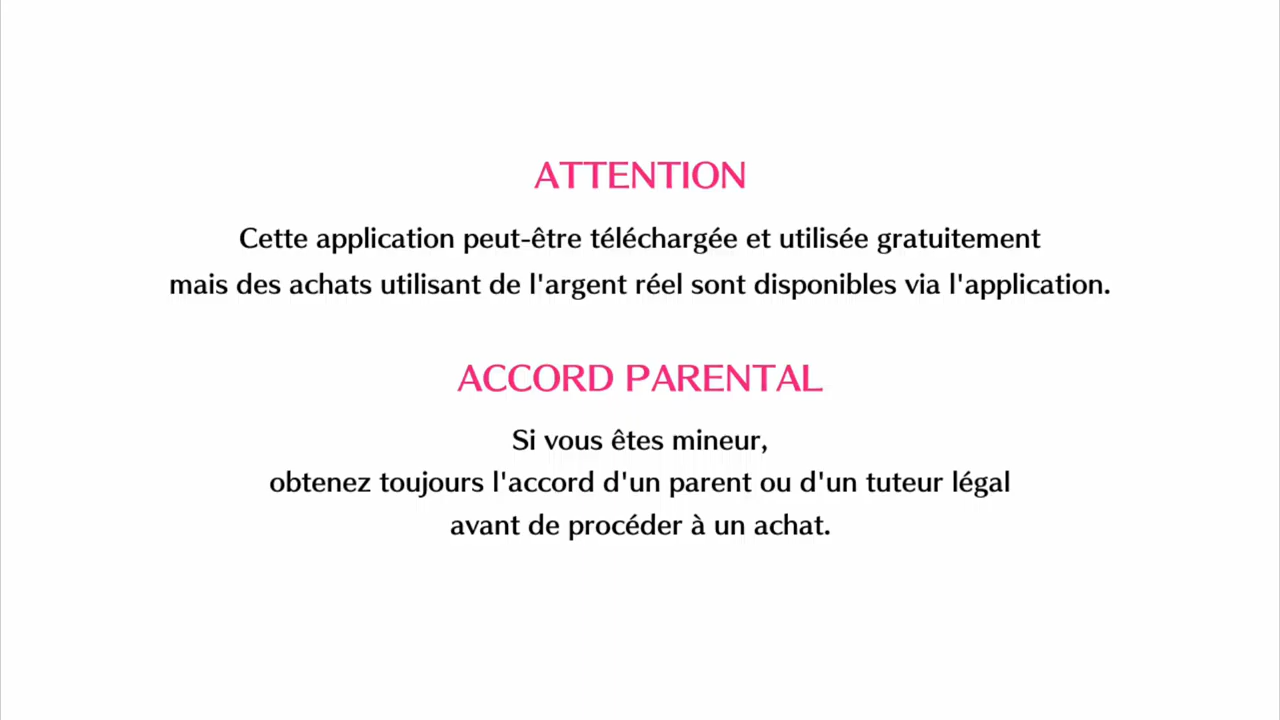 ATTENTION
Cette application peut-être téléchargée et utilisée gratuitement
mais des achats utilisant de l'argent réel sont disponibles via l'application.
ACCORD PARENTAL
Si vous êtes mineur,
obtenez toujours l'accord d'un parent ou d'un tuteur légal
avant de procéder à un achat.